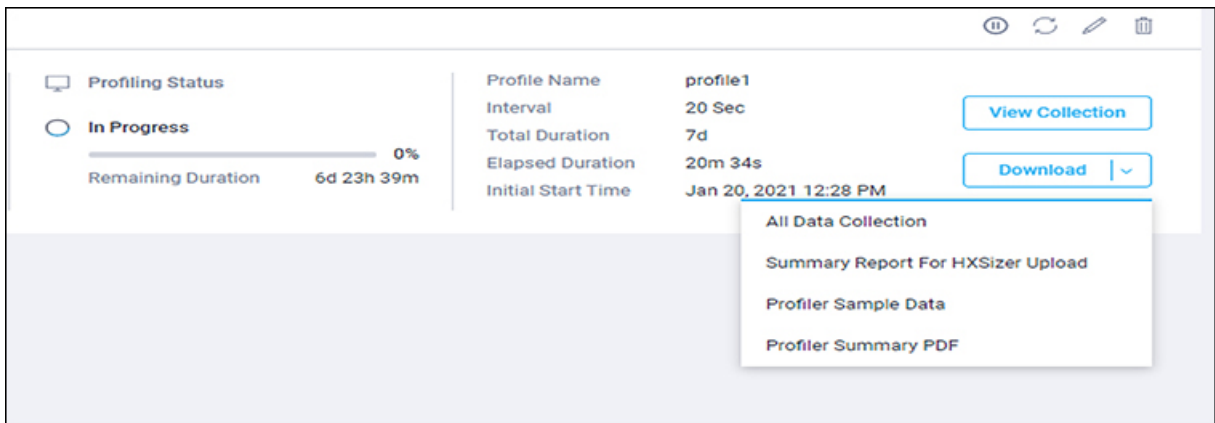 Profiling Status
In Progress
0%
Remaining Duration 6d 23h 39m
Profile Name profile1
Interval 20 Sec
Total Duration 7d
Elapsed Duration 20m 34s
Initial Start Time Jan 20, 2021 12:28 PM
View Collection
Download
All Data Collection
Summary Report For HXSizer Upload
Profiler Sample Data
Profiler Summary PDF